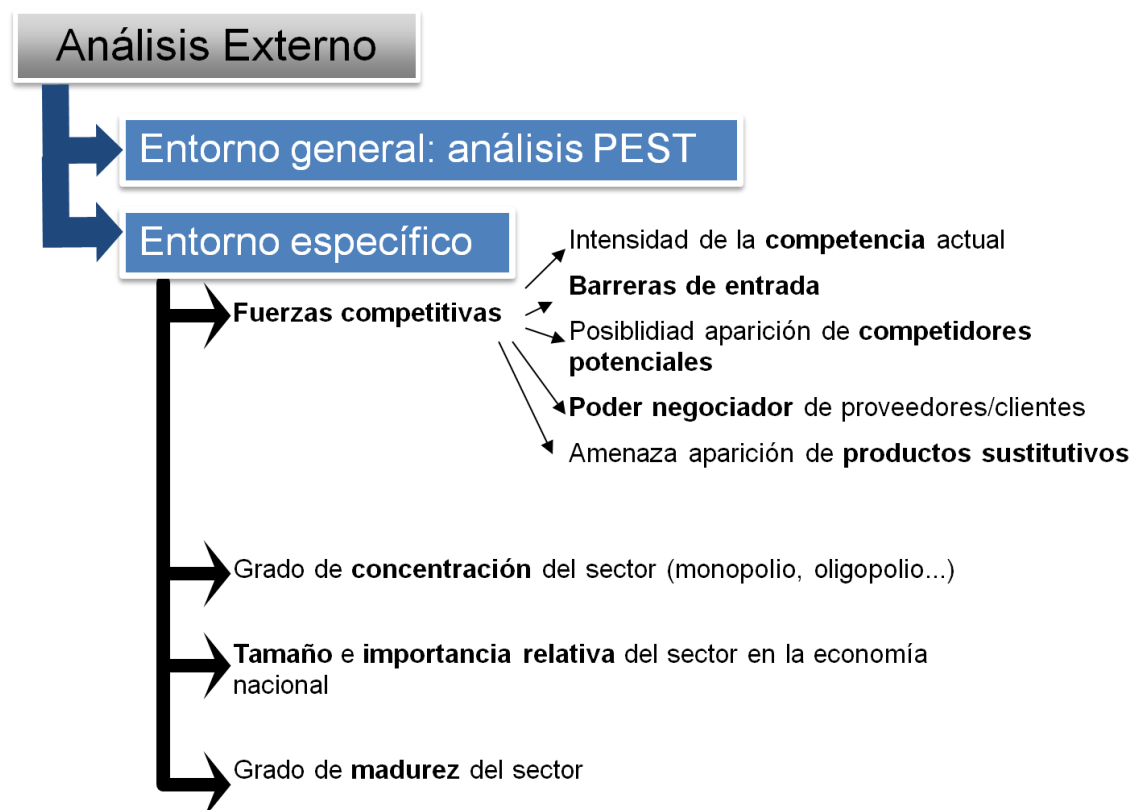 Análisis Externo
Entorno general: análisis PEST
Entorno específico
Fuerzas competitivas
Intensidad de la competencia actual
Barreras de entrada
Posiblidiad aparición de competidores
potenciales
Poder negociador de proveedores/clientes
Amenaza aparición de productos sustitutivos
Grado de concentración del sector (monopolio, oligopolio...)
Tamaño e importancia relativa del sector en la economía
nacional
Grado de madurez del sector